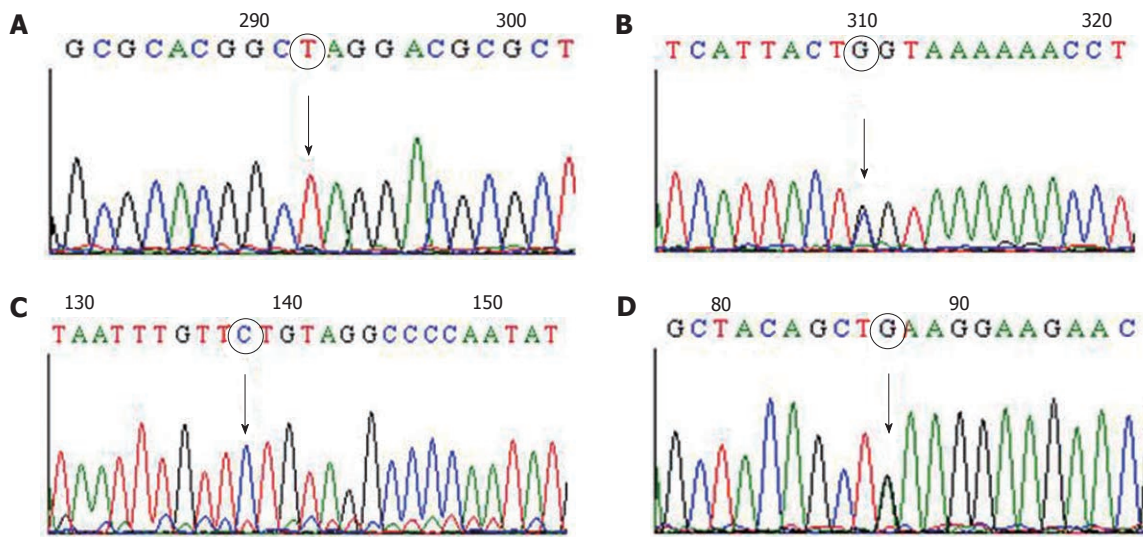 A
290 300
GCGCACGGCTAGGACGCGCT
B
310 320
TCATTACTGGTAAAAAACCT
C
130 140 150
TAATTTGTTCTGTAGGCCCCAATAT
D
80 90
GCTACAGCTGAAGGAAGAAC